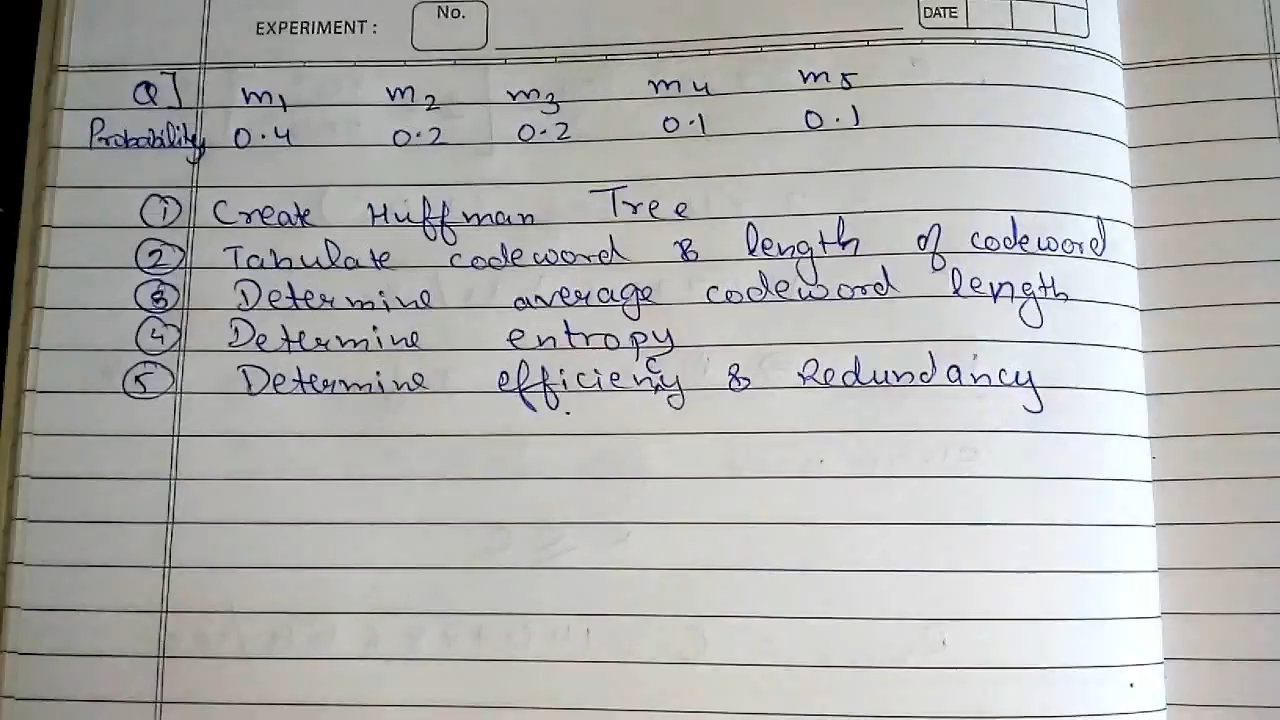 No.
EXPERIMENT :
DATE
Q] m1 m2 m3 m4 m5
Probability 0.4 0.2 0.2 0.1 0.1
① Create Huffman Tree
② Tabulate codeword & length of codeword
③ Determine average codeword length
④ Determine entropy
⑤ Determine efficiency & Redundancy